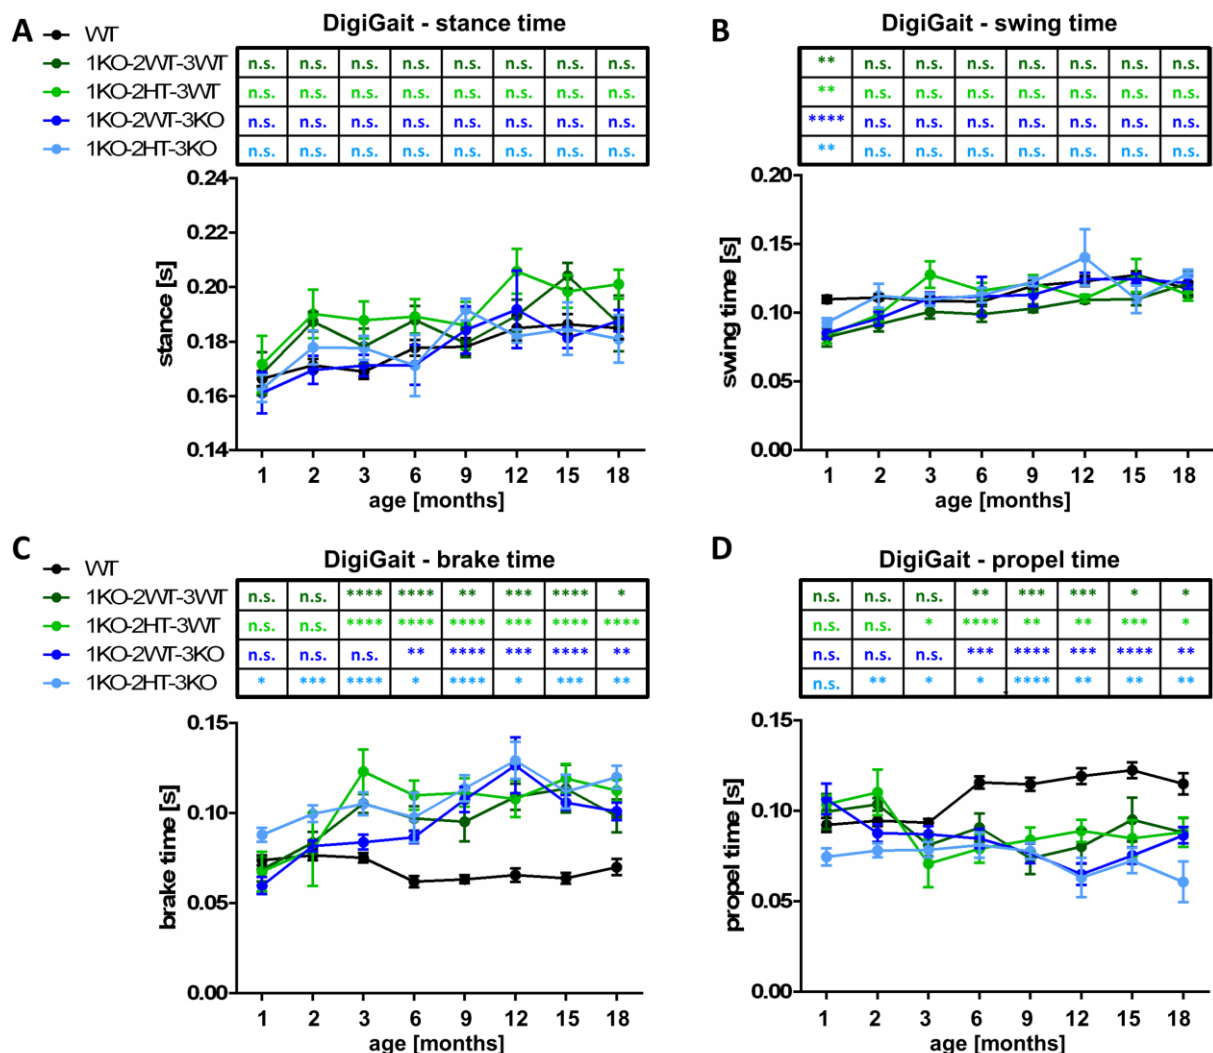 A
DigiGait - stance time
WT
1KO-2WT-3WT
1KO-2HT-3WT
1KO-2WT-3KO
1KO-2HT-3KO
n.s. n.s. n.s. n.s. n.s. n.s. n.s. n.s.
n.s. n.s. n.s. n.s. n.s. n.s. n.s. n.s.
n.s. n.s. n.s. n.s. n.s. n.s. n.s. n.s.
n.s. n.s. n.s. n.s. n.s. n.s. n.s. n.s.
stance [s]
0.24
0.22
0.20
0.18
0.16
0.14
1 2 3 6 9 12 15 18
age [months]
B
DigiGait - swing time
** n.s. n.s. n.s. n.s. n.s. n.s. n.s.
** n.s. n.s. n.s. n.s. n.s. n.s. n.s.
**** n.s. n.s. n.s. n.s. n.s. n.s. n.s.
** n.s. n.s. n.s. n.s. n.s. n.s. n.s.
swing time [s]
0.20
0.15
0.10
0.05
0.00
1 2 3 6 9 12 15 18
age [months]
C
DigiGait - brake time
WT
1KO-2WT-3WT
1KO-2HT-3WT
1KO-2WT-3KO
1KO-2HT-3KO
n.s. n.s. **** **** ** *** **** *
n.s. n.s. **** **** **** *** **** ****
n.s. n.s. n.s. ** **** *** **** **
* *** **** * **** * *** **
brake time [s]
0.15
0.10
0.05
0.00
1 2 3 6 9 12 15 18
age [months]
D
DigiGait - propel time
n.s. n.s. n.s. ** *** *** * *
n.s. n.s. * **** ** ** *** *
n.s. n.s. n.s. *** **** *** **** **
n.s. ** * * **** ** ** **
propel time [s]
0.15
0.10
0.05
0.00
1 2 3 6 9 12 15 18
age [months]